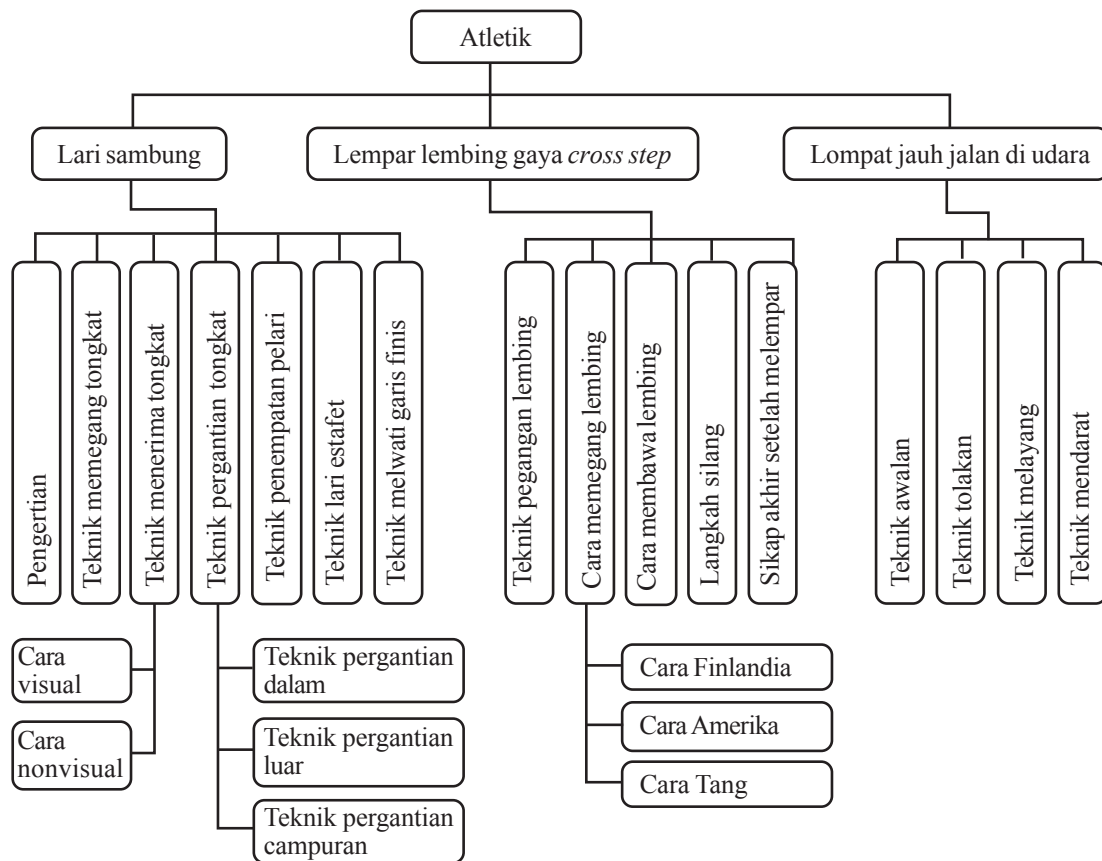 Atletik
Lari sambung
Lempar lembing gaya cross step
Lompat jauh jalan di udara
Pengertian
Teknik memegang tongkat
Teknik menerima tongkat
Teknik pergantian tongkat
Teknik penempatan pelari
Teknik lari estafet
Teknik melwati garis finis
Teknik pegangan lembing
Cara memegang lembing
Cara membawa lembing
Langkah silang
Sikap akhir setelah melempar
Teknik awalan
Teknik tolakan
Teknik melayang
Teknik mendarat
Cara
visual
Cara
nonvisual
Teknik pergantian
dalam
Teknik pergantian
luar
Teknik pergantian
campuran
Cara Finlandia
Cara Amerika
Cara Tang